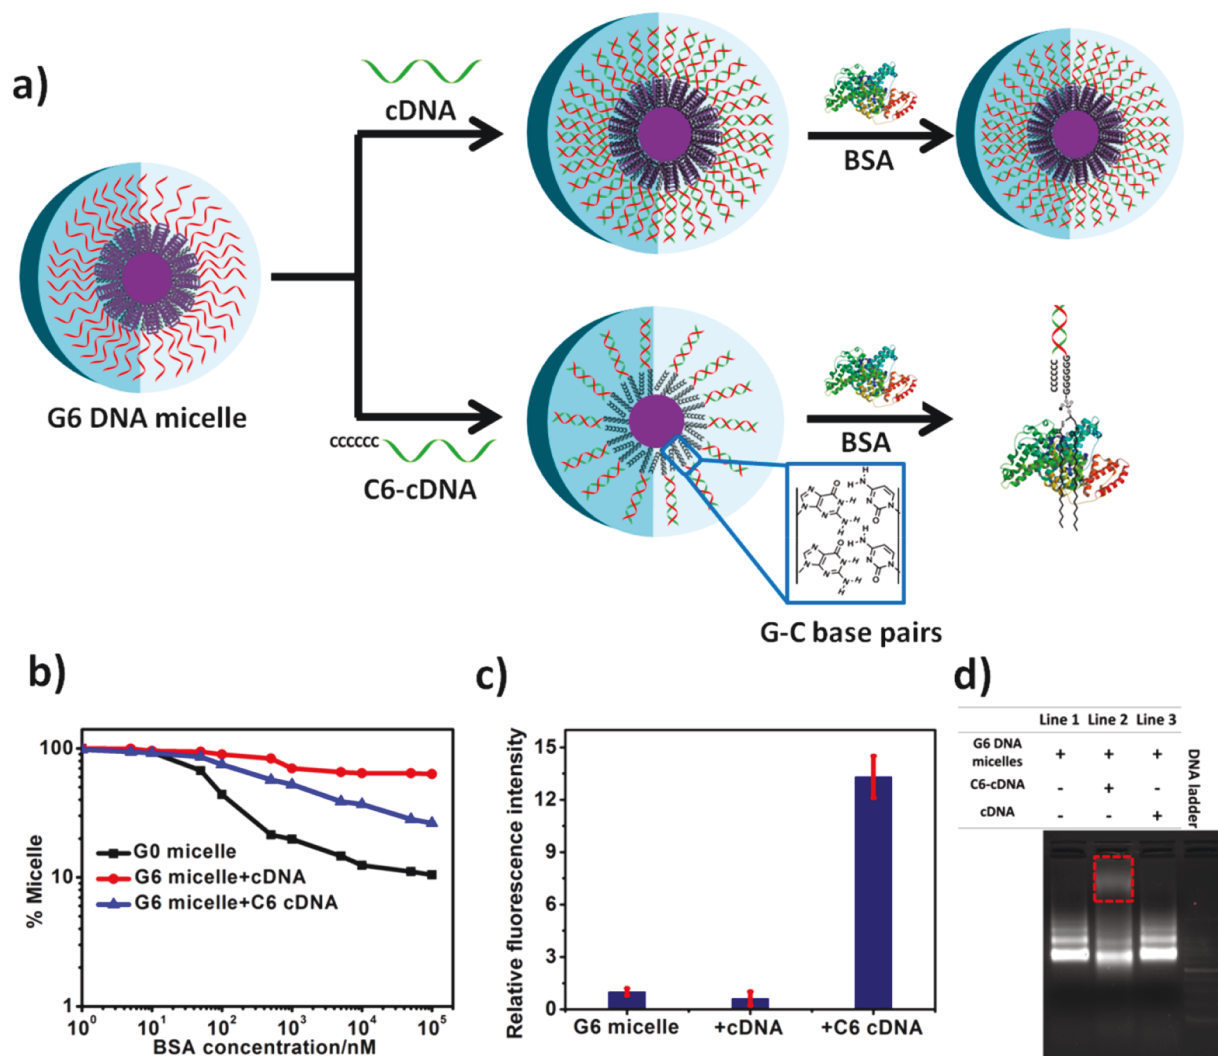 a)
cDNA
BSA
G6 DNA micelle
CCCCCC
C6-cDNA
BSA
CCCCCC
GGGGGG
G-C base pairs
b)
% Micelle
100
10
1
G0 micelle
G6 micelle+cDNA
G6 micelle+C6 cDNA
10⁰ 10¹ 10² 10³ 10⁴ 10⁵
BSA concentration/nM
c)
Relative fluorescence intensity
15
12
9
6
3
0
G6 micelle +cDNA +C6 cDNA
d)
Line 1 Line 2 Line 3
G6 DNA
micelles + + +
C6-cDNA - + -
cDNA - - +
DNA ladder